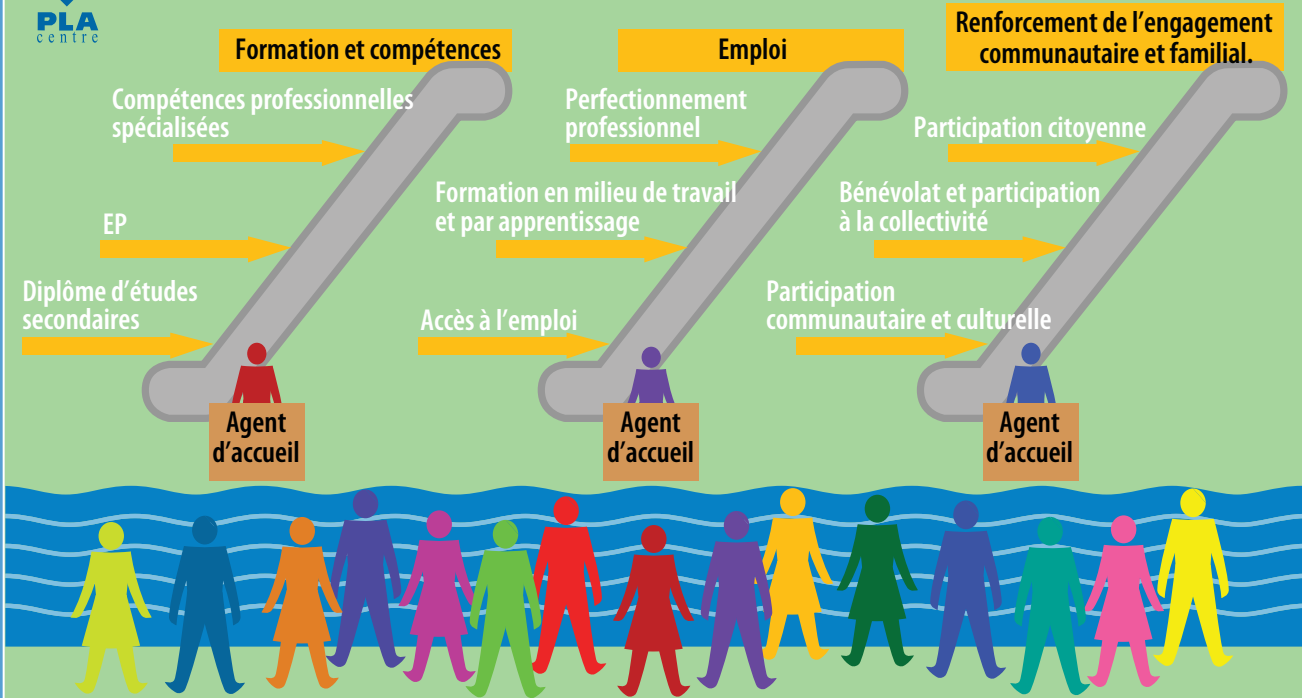 PLA
centre
Formation et compétences
Compétences professionnelles
spécialisées
EP
Diplôme d'études
secondaires
Agent
d'accueil
Emploi
Perfectionnement
professionnel
Formation en milieu de travail
et par apprentissage
Accès à l'emploi
Agent
d'accueil
Renforcement de l'engagement
communautaire et familial.
Participation citoyenne
Bénévolat et participation
à la collectivité
Participation
communautaire et culturelle
Agent
d'accueil